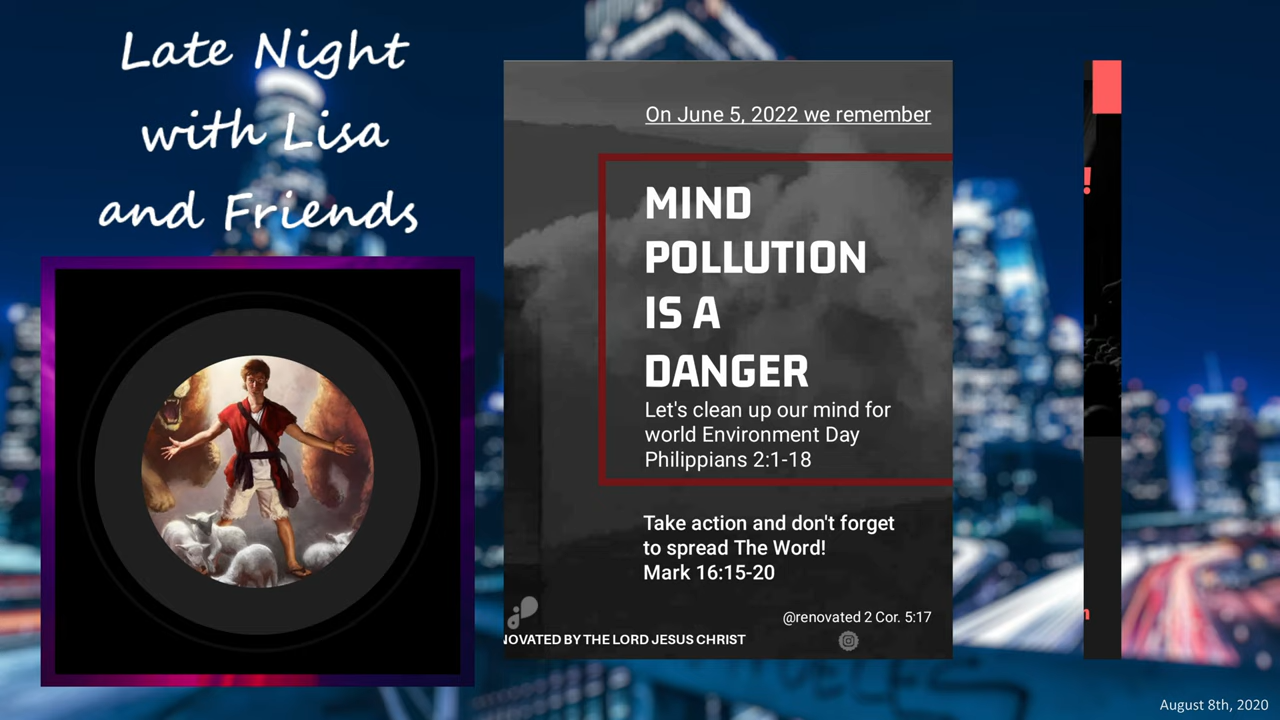 Late Night
with Lisa
and Friends
On June 5, 2022 we remember
MIND
POLLUTION
IS A
DANGER
Let's clean up our mind for
world Environment Day
Philippians 2:1-18
Take action and don't forget
to spread The Word!
Mark 16:15-20
@renovated 2 Cor. 5:17
NOVATED BY THE LORD JESUS CHRIST
!
August 8th, 2020